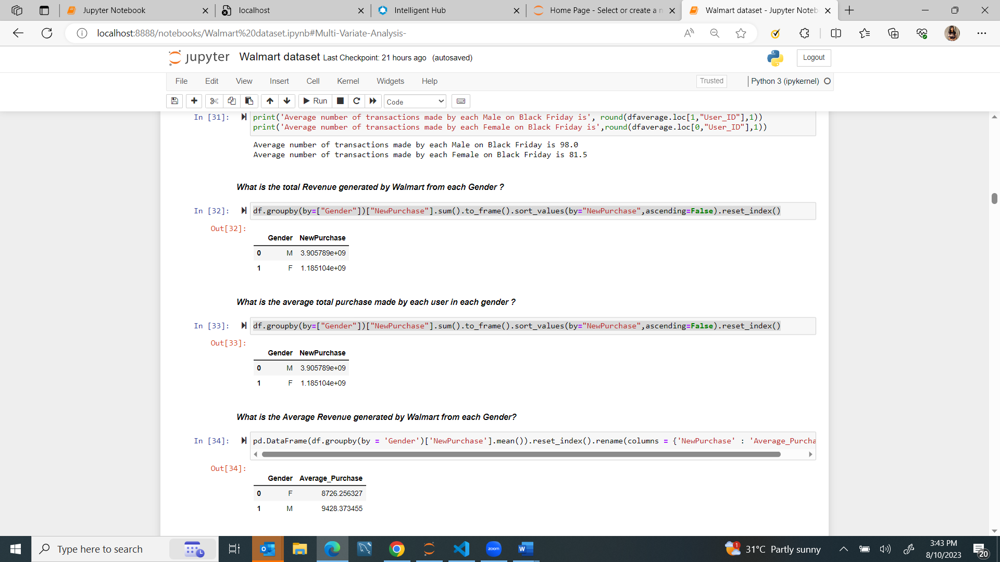 Jupyter Notebook
localhost
Intelligent Hub
Home Page - Select or create a n
Walmart dataset - Jupyter Noteb
localhost:8888/notebooks/Walmart%20dataset.ipynb#Multi-Variate-Analysis-
jupyter Walmart dataset Last Checkpoint: 21 hours ago (autosaved)
Logout
File Edit View Insert Cell Kernel Widgets Help
Trusted
Python 3 (ipykernel)
Run
Code
In [31]: print('Average number of transactions made by each Male on Black Friday is', round(dfaverage.loc[1,"User_ID"],1))
print('Average number of transactions made by each Female on Black Friday is',round(dfaverage.loc[0,"User_ID"],1))
Average number of transactions made by each Male on Black Friday is 98.0
Average number of transactions made by each Female on Black Friday is 81.5
What is the total Revenue generated by Walmart from each Gender ?
In [32]: df.groupby(by=["Gender"])["NewPurchase"].sum().to_frame().sort_values(by="NewPurchase",ascending=False).reset_index()
Out[32]:
Gender NewPurchase
0 M 3.905789e+09
1 F 1.185104e+09
What is the average total purchase made by each user in each gender ?
In [33]: df.groupby(by=["Gender"])["NewPurchase"].sum().to_frame().sort_values(by="NewPurchase",ascending=False).reset_index()
Out[33]:
Gender NewPurchase
0 M 3.905789e+09
1 F 1.185104e+09
What is the Average Revenue generated by Walmart from each Gender?
In [34]: pd.DataFrame(df.groupby(by = 'Gender')['NewPurchase'].mean()).reset_index().rename(columns = {'NewPurchase' : 'Average_Purcha
Out[34]:
Gender Average_Purchase
0 F 8726.256327
1 M 9428.373455
Type here to search
zoom
1
31°C Partly sunny
3:43 PM
8/10/2023
20